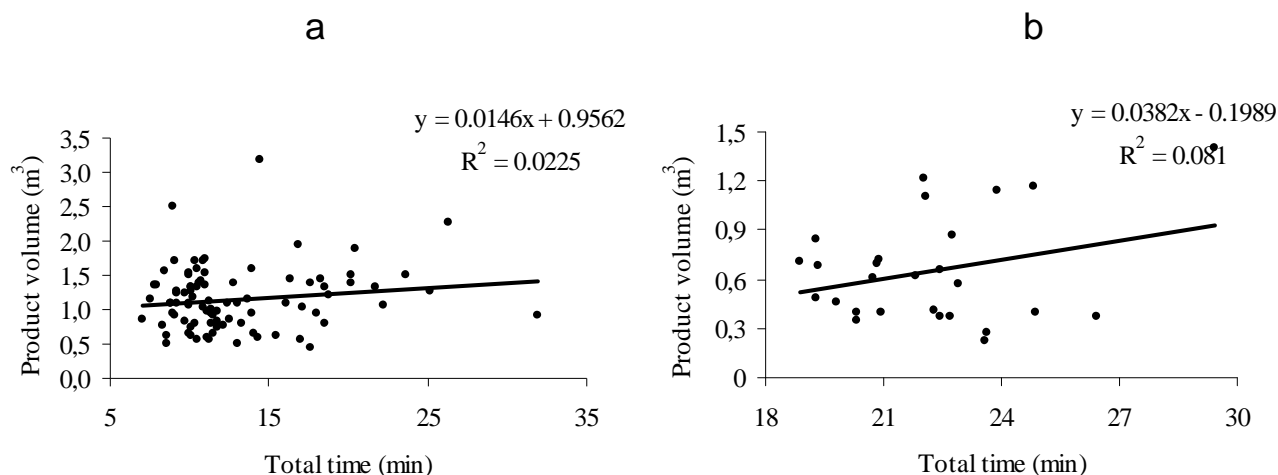 a
y = 0.0146x + 0.9562
R² = 0.0225
Product volume (m³)
3,5
3,0
2,5
2,0
1,5
1,0
0,5
0,0
5
15
25
35
Total time (min)
b
y = 0.0382x - 0.1989
R² = 0.081
Product volume (m³)
1,5
1,2
0,9
0,6
0,3
0
18
21
24
27
30
Total time (min)